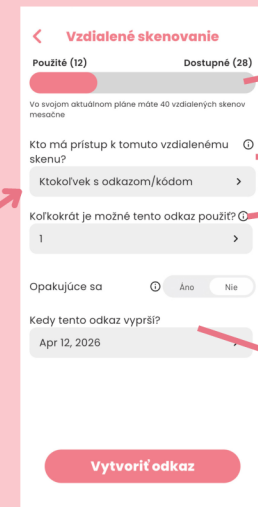 Vzdialené skenovanie
Použité (12) Dostupné (28)
Vo svojom aktuálnom pláne máte 40 vzdialených skenov
mesačne
Kto má prístup k tomuto vzdialenému
skenu?
Ktokoľvek s odkazom/kódom
Koľkokrát je možné tento odkaz použiť?
1
Opakujúce sa Áno Nie
Kedy tento odkaz vyprší?
Apr 12, 2026
Vytvoriť odkaz